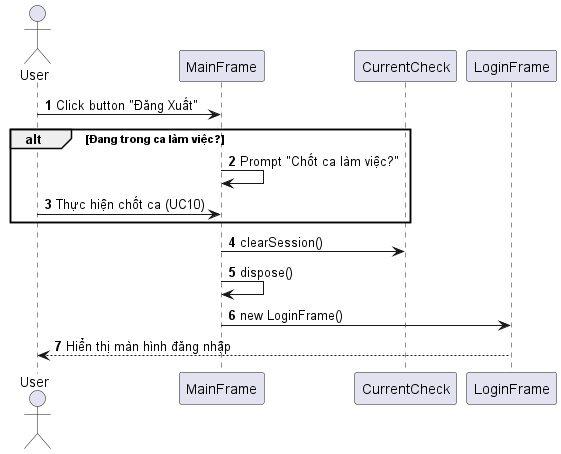 User
MainFrame
CurrentCheck
LoginFrame
1 Click button "Đăng Xuất"
alt [Đang trong ca làm việc?]
2 Prompt "Chốt ca làm việc?"
3 Thực hiện chốt ca (UC10)
4 clearSession()
5 dispose()
6 new LoginFrame()
7 Hiển thị màn hình đăng nhập
User
MainFrame
CurrentCheck
LoginFrame